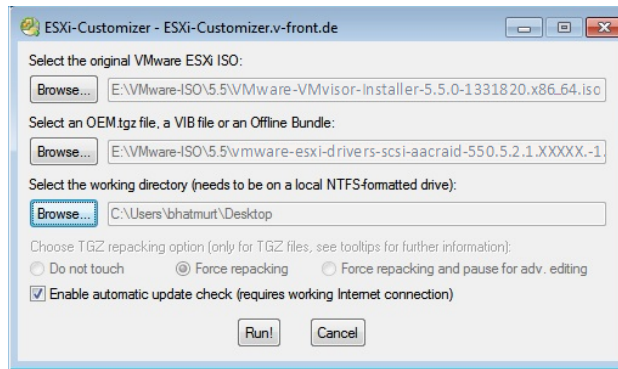 ESXi-Customizer - ESXi-Customizer.v-front.de
Select the original VMware ESXi ISO:
Browse... E:\VMware-ISO\5.5\VMware-VMvisor-Installer-5.5.0-1331820.x86_64.iso
Select an OEM.tgz file, a VIB file or an Offline Bundle:
Browse... E:\VMware-ISO\5.5\vmware-esxi-drivers-scsi-aacraid-550.5.2.1.XXXXX.-1.
Select the working directory (needs to be on a local NTFS-formatted drive):
Browse... C:\Users\bhatmurt\Desktop
Choose TGZ repacking option (only for TGZ files, see tooltips for further information):
Do not touch Force repacking Force repacking and pause for adv. editing
Enable automatic update check (requires working Internet connection)
Run! Cancel